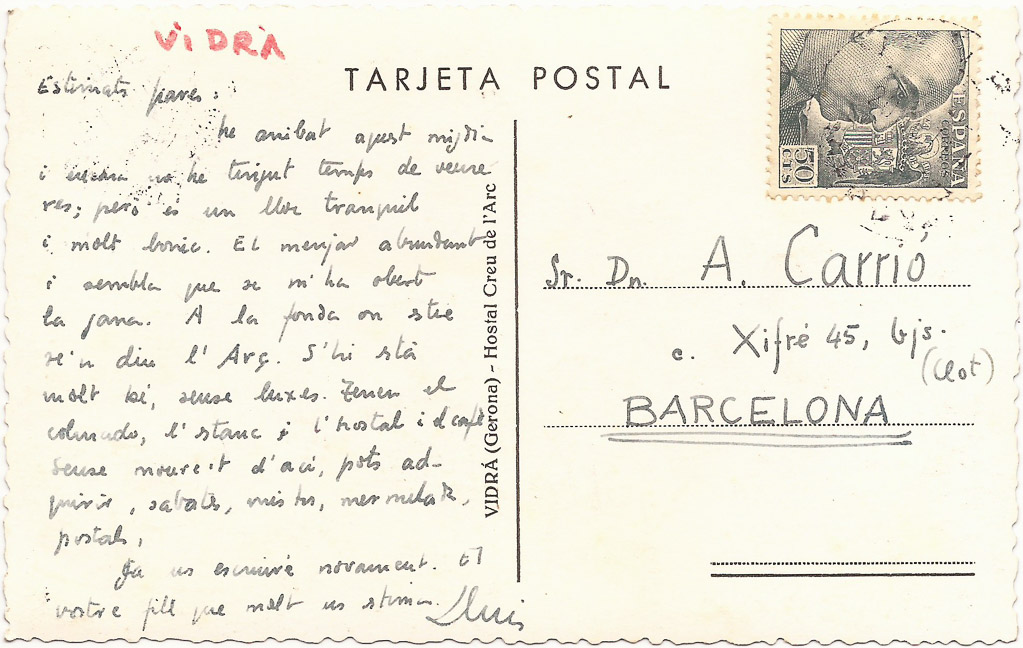 VIDRÀ
TARJETA POSTAL
Estimats pares:
he arribat aquest migdia
i encara no he tingut temps de veure
res; però és un lloc tranquil
i molt bonic. El menjar abundant
i sembla que se m'ha obert
la gana. A la fonda on stic
se'n diu l'Arç. S'hi stà
molt bé, sense luxes. Tenen el
colmado, l'stanc i l'hostal i el cafè
Sense moure't d'ací, pots ad-
quirir, sabates, mistos, mermelada,
postals,
Ja us escriuré novament. El
vostre fill que molt us stima
Lluis
VIDRÁ (Gerona) - Hostal Creu de l'Arc
50 CTS
ESPAÑA
CORREOS
Sr. Dn. A. Carrió
c. Xifré 45, bjs.
(Clot)
BARCELONA